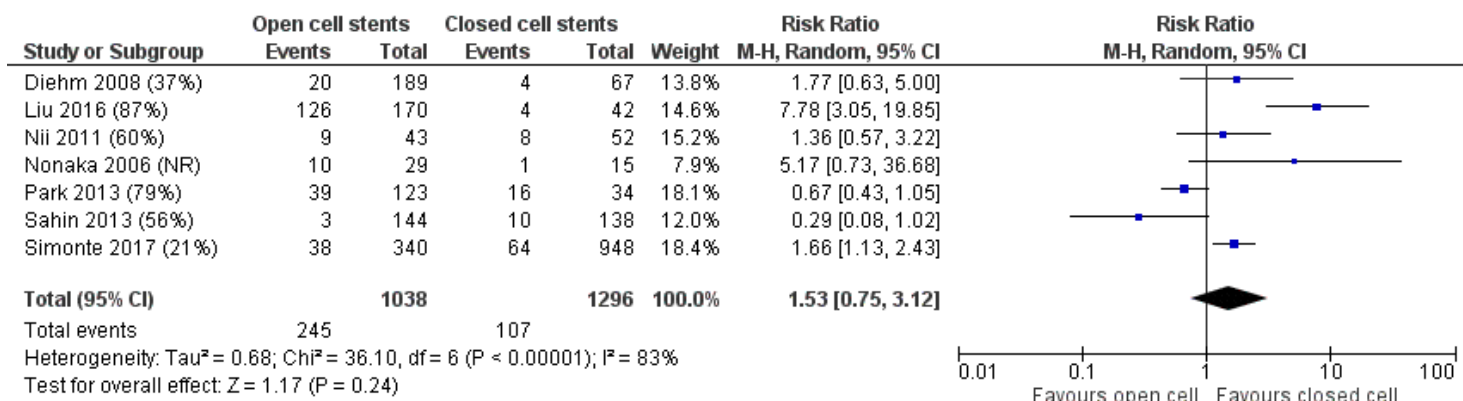 Open cell stents Closed cell stents Risk Ratio Risk Ratio
Study or Subgroup Events Total Events Total Weight M-H, Random, 95% CI M-H, Random, 95% CI
Diehm 2008 (37%) 20 189 4 67 13.8% 1.77 [0.63, 5.00]
Liu 2016 (87%) 126 170 4 42 14.6% 7.78 [3.05, 19.85]
Nii 2011 (60%) 9 43 8 52 15.2% 1.36 [0.57, 3.22]
Nonaka 2006 (NR) 10 29 1 15 7.9% 5.17 [0.73, 36.68]
Park 2013 (79%) 39 123 16 34 18.1% 0.67 [0.43, 1.05]
Sahin 2013 (56%) 3 144 10 138 12.0% 0.29 [0.08, 1.02]
Simonte 2017 (21%) 38 340 64 948 18.4% 1.66 [1.13, 2.43]
Total (95% CI) 1038 1296 100.0% 1.53 [0.75, 3.12]
Total events 245 107
Heterogeneity: Tau² = 0.68; Chi² = 36.10, df = 6 (P < 0.00001); I² = 83%
Test for overall effect: Z = 1.17 (P = 0.24)
0.01 0.1 1 10 100
Favours open cell Favours closed cell